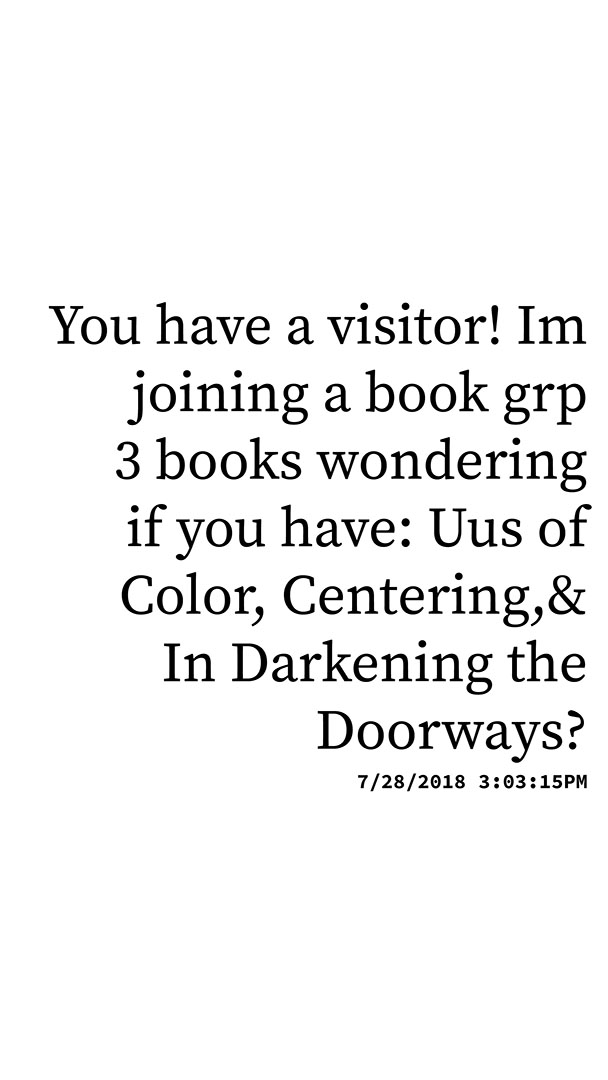 You have a visitor! Im
joining a book grp
3 books wondering
if you have: Uus of
Color, Centering,&
In Darkening the
Doorways?
7/28/2018 3:03:15PM